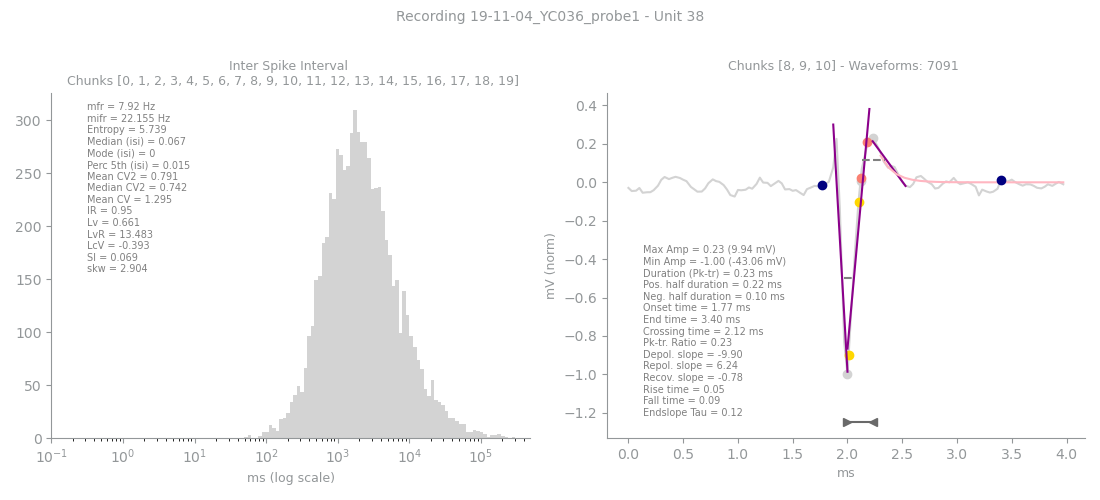 Recording 19-11-04_YC036_probe1 - Unit 38
Inter Spike Interval
Chunks [0, 1, 2, 3, 4, 5, 6, 7, 8, 9, 10, 11, 12, 13, 14, 15, 16, 17, 18, 19]
mfr = 7.92 Hz
mifr = 22.155 Hz
Entropy = 5.739
Median (isi) = 0.067
Mode (isi) = 0
Perc 5th (isi) = 0.015
Mean CV2 = 0.791
Median CV2 = 0.742
Mean CV = 1.295
IR = 0.95
Lv = 0.661
LvR = 13.483
LcV = -0.393
SI = 0.069
skw = 2.904
300
250
200
150
100
50
0
10⁻¹ 10⁰ 10¹ 10² 10³ 10⁴ 10⁵
ms (log scale)
Chunks [8, 9, 10] - Waveforms: 7091
mV (norm)
0.4
0.2
0.0
−0.2
−0.4
−0.6
−0.8
−1.0
−1.2
Max Amp = 0.23 (9.94 mV)
Min Amp = -1.00 (-43.06 mV)
Duration (Pk-tr) = 0.23 ms
Pos. half duration = 0.22 ms
Neg. half duration = 0.10 ms
Onset time = 1.77 ms
End time = 3.40 ms
Crossing time = 2.12 ms
Pk-tr. Ratio = 0.23
Depol. slope = -9.90
Repol. slope = 6.24
Recov. slope = -0.78
Rise time = 0.05
Fall time = 0.09
Endslope Tau = 0.12
0.0 0.5 1.0 1.5 2.0 2.5 3.0 3.5 4.0
ms